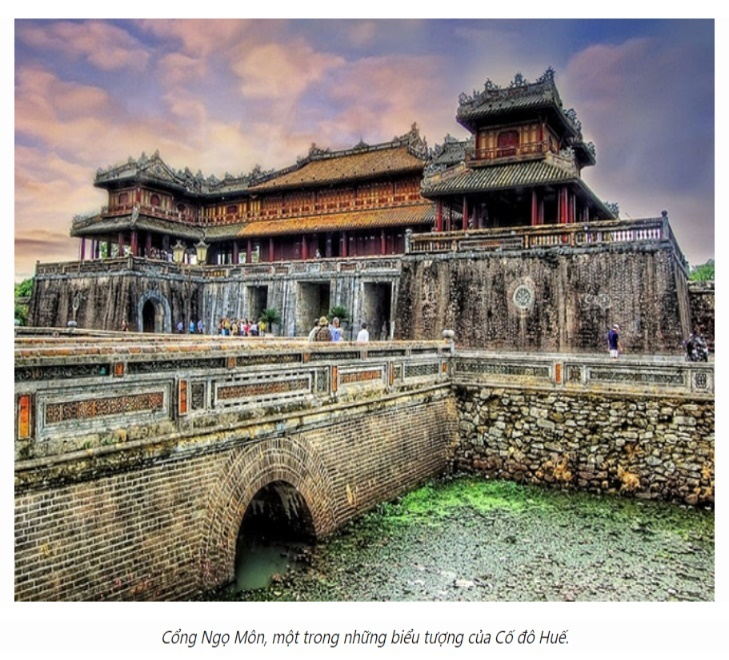 Cổng Ngọ Môn, một trong những biểu tượng của Cố đô Huế.